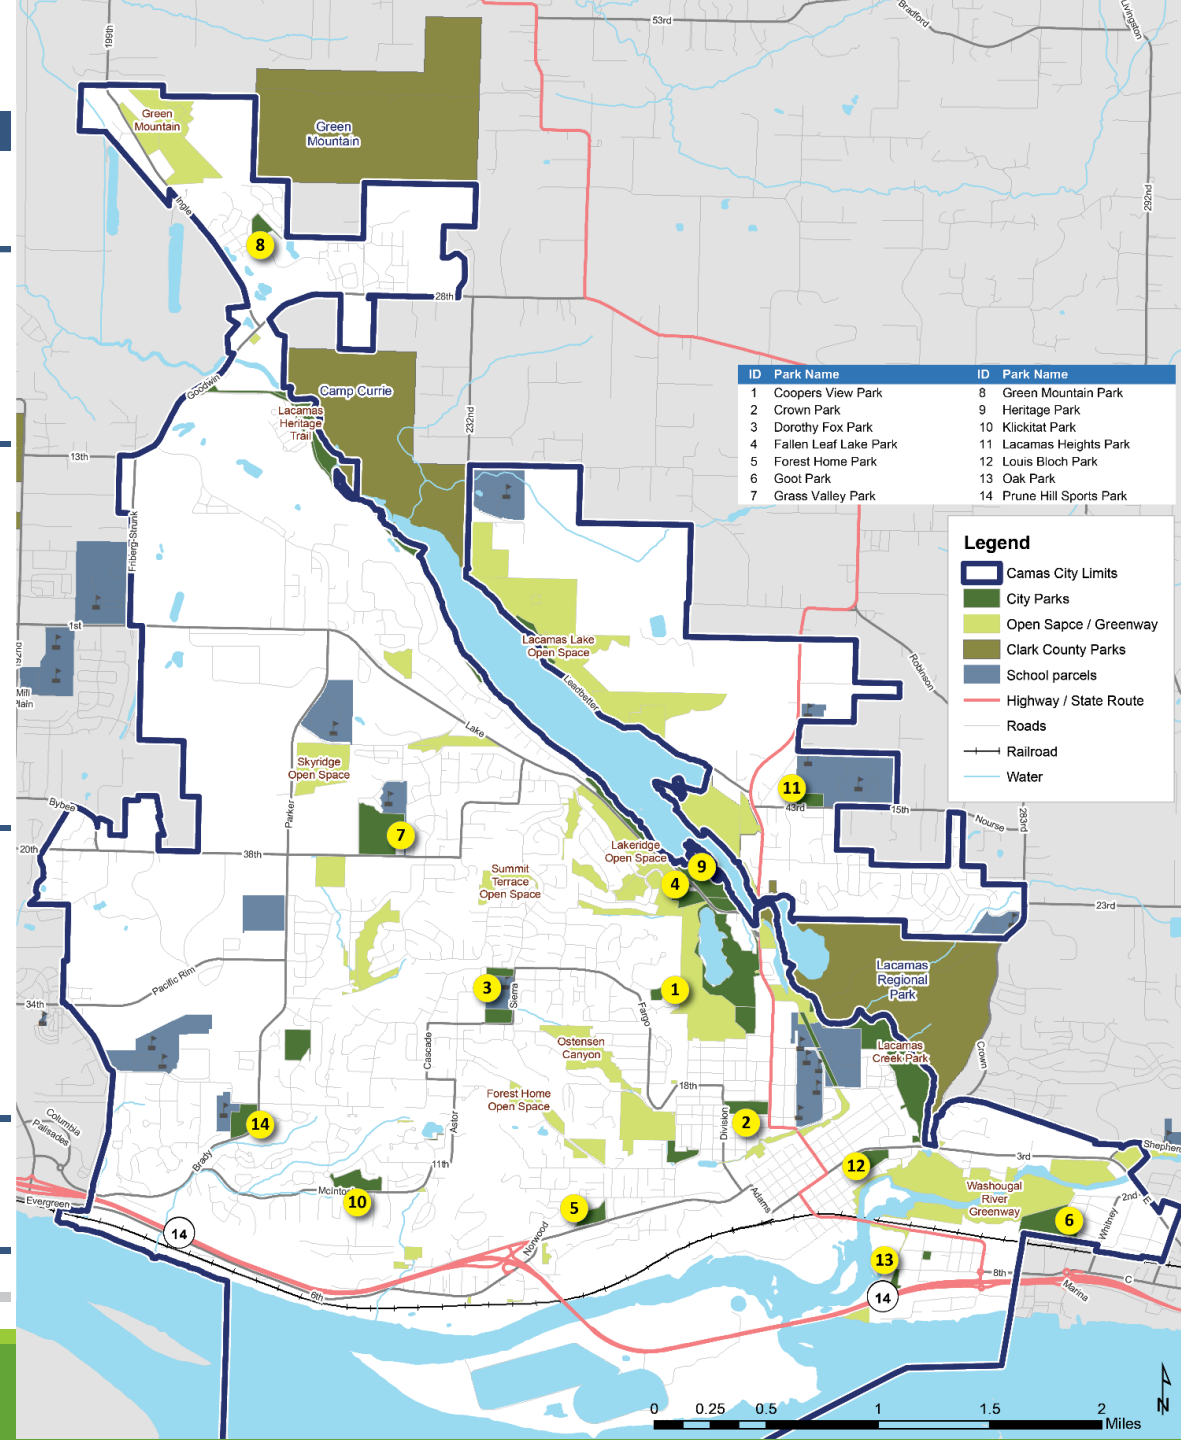 53rd
Bradford
Livingston
199th
Green
Mountain
Green
Mountain
292nd
Ingle
8
28th
ID Park Name ID Park Name
1 Coopers View Park 8 Green Mountain Park
2 Crown Park 9 Heritage Park
3 Dorothy Fox Park 10 Klickitat Park
4 Fallen Leaf Lake Park 11 Lacamas Heights Park
5 Forest Home Park 12 Louis Bloch Park
6 Goot Park 13 Oak Park
7 Grass Valley Park 14 Prune Hill Sports Park
Goodwin
Camp Currie
Lacamas
Heritage
Trail
232nd
13th
Friberg-Strunk
Legend
Camas City Limits
City Parks
Open Sapce / Greenway
Clark County Parks
School parcels
Highway / State Route
Roads
Railroad
Water
1st
192nd
Mill
Plain
Lacamas Lake
Open Space
Leadbetter
Robinson
Lake
Skyridge
Open Space
Parker
11
43rd
15th
Nourse
283rd
Bybee
20th
7
38th
Lakeridge
Open Space
9
4
Summit
Terrace
Open Space
23rd
Pacific Rim
34th
3
Sierra
1
Fargo
Lacamas
Regional
Park
Cascade
Ostensen
Canyon
Lacamas
Creek Park
Crown
Forest Home
Open Space
18th
Columbia
Palisades
14
Astor
Division
2
Brady
11th
12
3rd
Shepherd
McIntosh
10
Adams
Washougal
River
Greenway
2nd
E
Evergreen
14
5
Norwood
6
Whitney
13
8th
14
Marina
C
6th
N
0 0.25 0.5 1 1.5 2
Miles